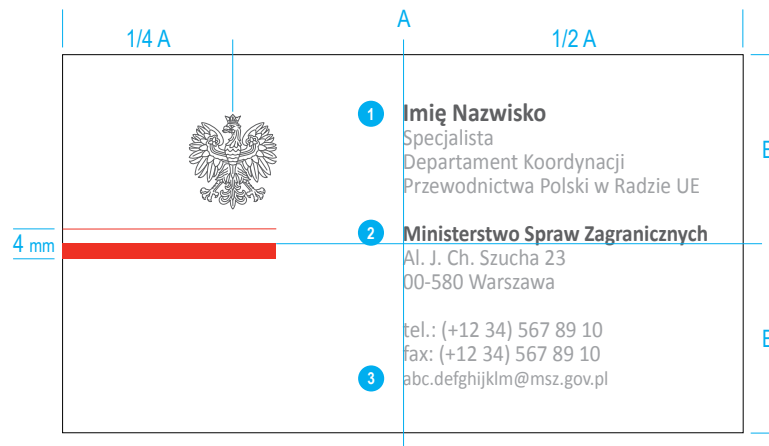 A
1/4 A
1/2 A
1
Imię Nazwisko
Specjalista
Departament Koordynacji
Przewodnictwa Polski w Radzie UE
B
2
Ministerstwo Spraw Zagranicznych
4 mm
Al. J. Ch. Szucha 23
00-580 Warszawa
tel.: (+12 34) 567 89 10
fax: (+12 34) 567 89 10
B
3
abc.defghijklm@msz.gov.pl